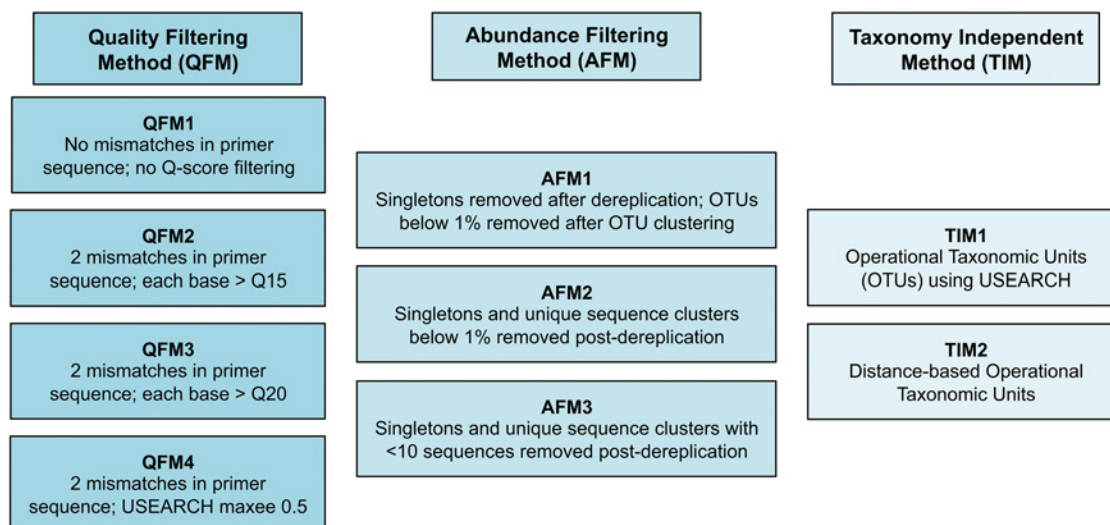 Quality Filtering
Method (QFM)
QFM1
No mismatches in primer
sequence; no Q-score filtering
QFM2
2 mismatches in primer
sequence; each base > Q15
QFM3
2 mismatches in primer
sequence; each base > Q20
QFM4
2 mismatches in primer
sequence; USEARCH maxee 0.5
Abundance Filtering
Method (AFM)
AFM1
Singletons removed after dereplication; OTUs
below 1% removed after OTU clustering
AFM2
Singletons and unique sequence clusters
below 1% removed post-dereplication
AFM3
Singletons and unique sequence clusters with
<10 sequences removed post-dereplication
Taxonomy Independent
Method (TIM)
TIM1
Operational Taxonomic Units
(OTUs) using USEARCH
TIM2
Distance-based Operational
Taxonomic Units